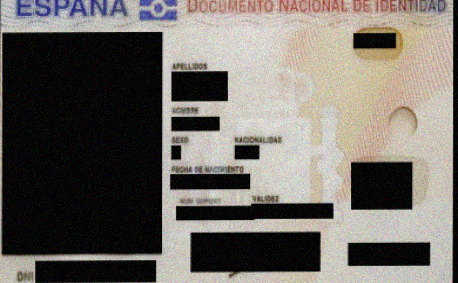 ESPAÑA DOCUMENTO NACIONAL DE IDENTIDAD
APELLIDOS
NOMBRE
SEXO NACIONALIDAD
FECHA DE NACIMIENTO
NUM SOPORT VALIDEZ
DNI